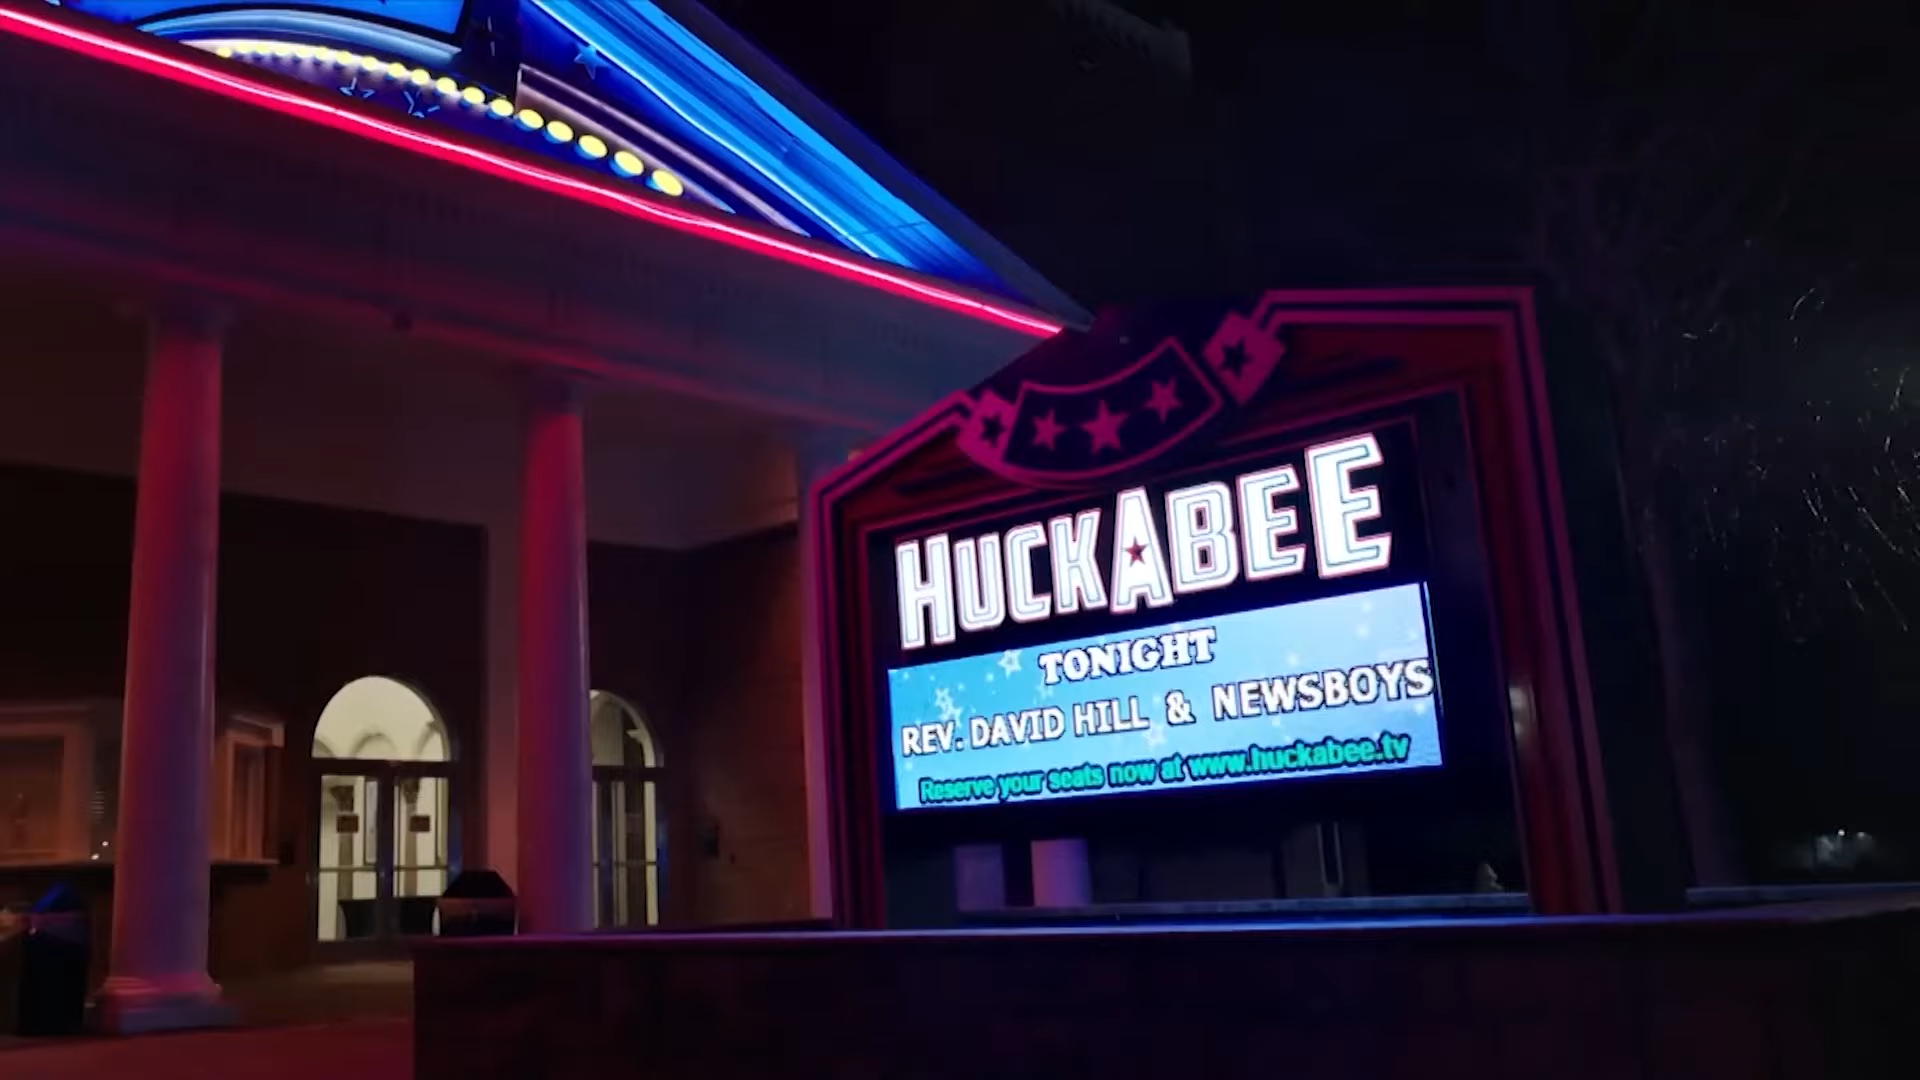 HUCKABEE
TONIGHT
REV. DAVID HILL & NEWSBOYS
Reserve your seats now at www.huckabee.tv